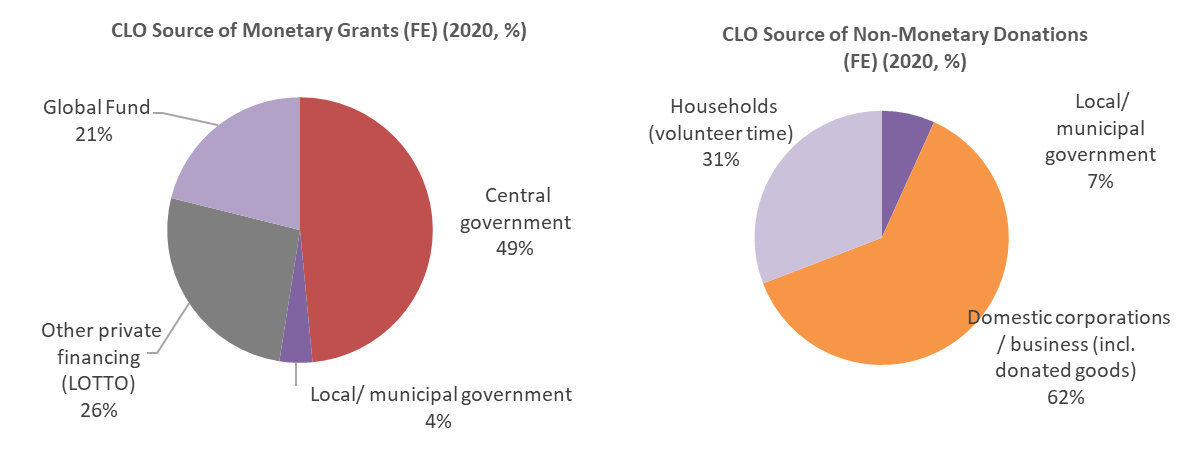 CLO Source of Monetary Grants (FE) (2020, %)
Global Fund
21%
Central
government
49%
Other private
financing
(LOTTO)
26%
Local/ municipal government
4%
CLO Source of Non-Monetary Donations
(FE) (2020, %)
Households
(volunteer time)
31%
Local/
municipal
government
7%
Domestic corporations
/ business (incl.
donated goods)
62%